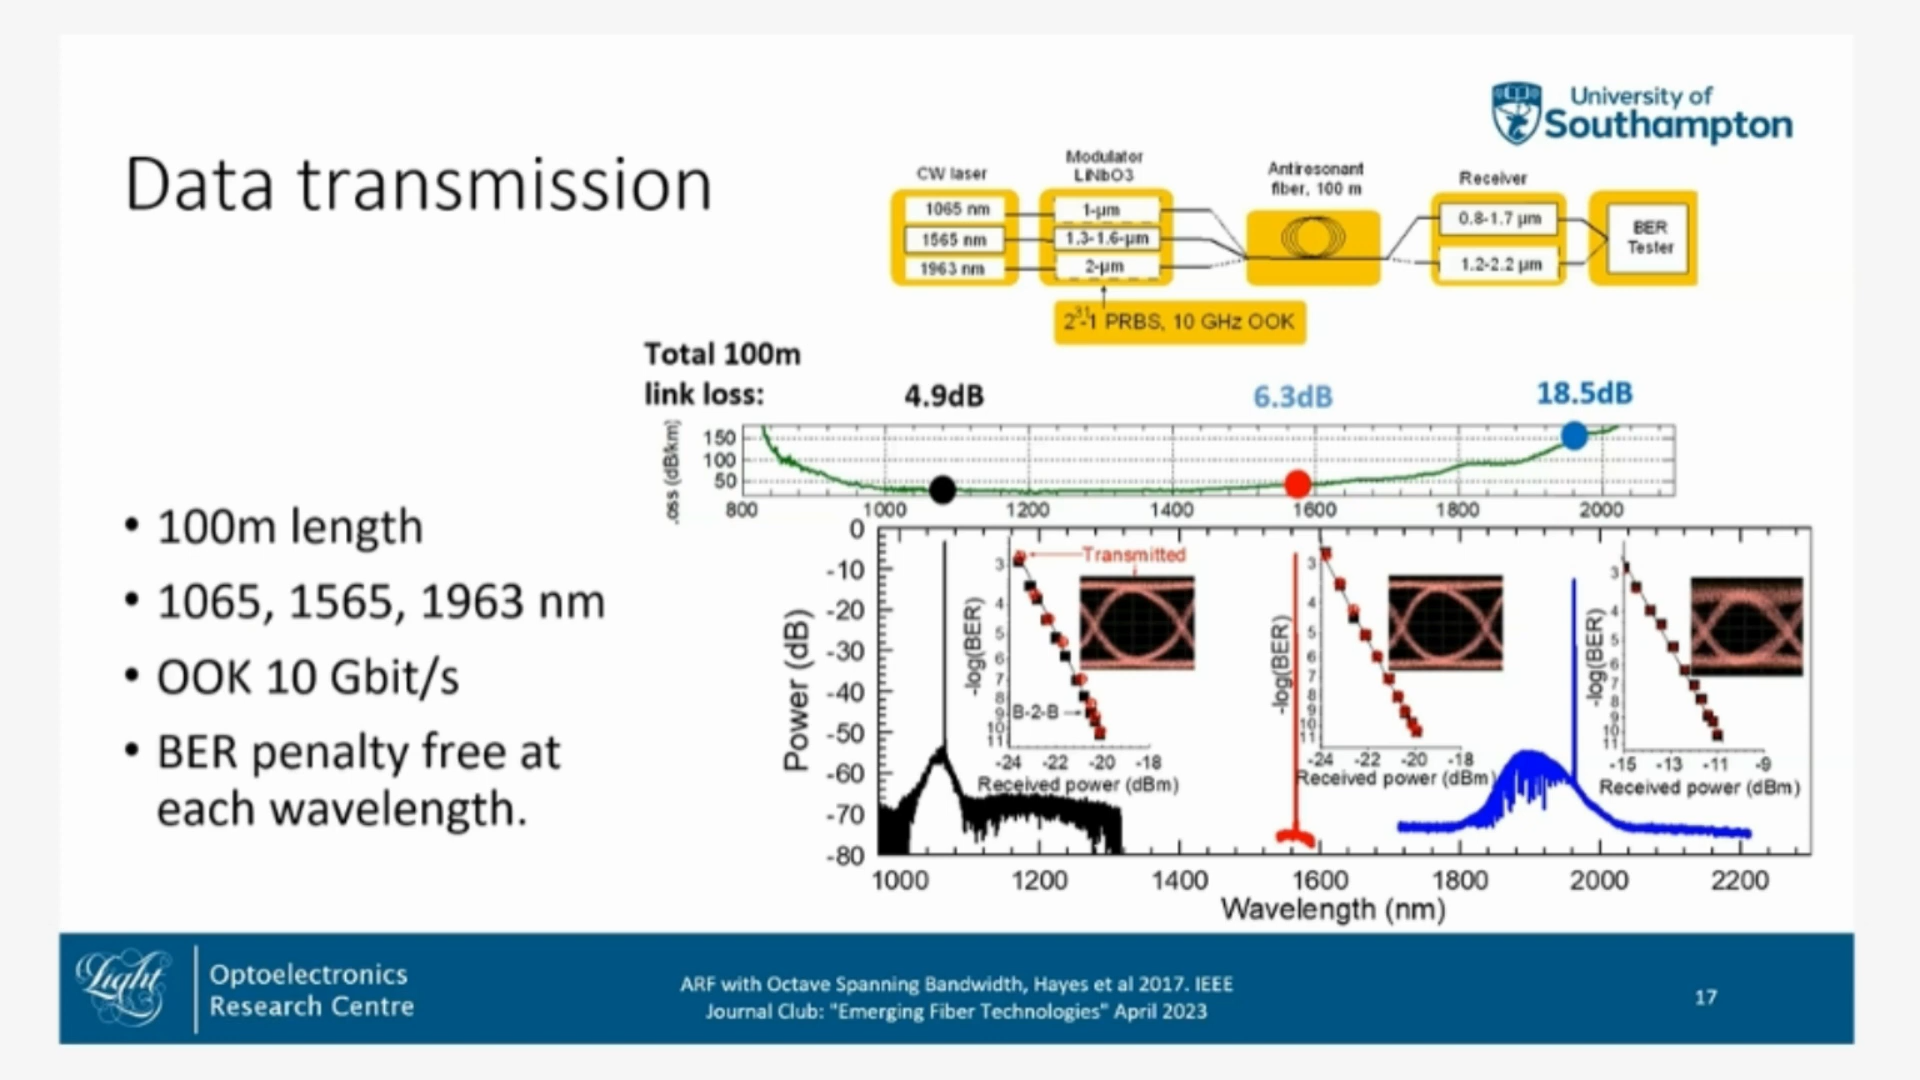 University of
Southampton
Data transmission
CW laser
1065 nm
1565 nm
1963 nm
Modulator
LiNbO3
1-µm
1.3-1.6-µm
2-µm
2³¹-1 PRBS, 10 GHz OOK
Antiresonant
fiber, 100 m
Receiver
0.8-1.7 µm
1.2-2.2 µm
BER
Tester
Total 100m
link loss:
4.9dB
6.3dB
18.5dB
(dB/km)
150
100
50
800 1000 1200 1400 1600 1800 2000
• 100m length
• 1065, 1565, 1963 nm
• OOK 10 Gbit/s
• BER penalty free at
each wavelength.
Power (dB)
0
-10
-20
-30
-40
-50
-60
-70
-80
-log(BER)
3
4
5
6
7
8
9
10
11
Transmitted
B-2-B
-24 -22 -20 -18
Received power (dBm)
-log(BER)
3
4
5
6
7
8
9
10
11
-24 -22 -20 -18
Received power (dBm)
-log(BER)
3
4
5
6
7
8
9
10
11
-15 -13 -11 -9
Received power (dBm)
1000 1200 1400 1600 1800 2000 2200
Wavelength (nm)
Light
Optoelectronics
Research Centre
ARF with Octave Spanning Bandwidth, Hayes et al 2017. IEEE
Journal Club: "Emerging Fiber Technologies" April 2023
17